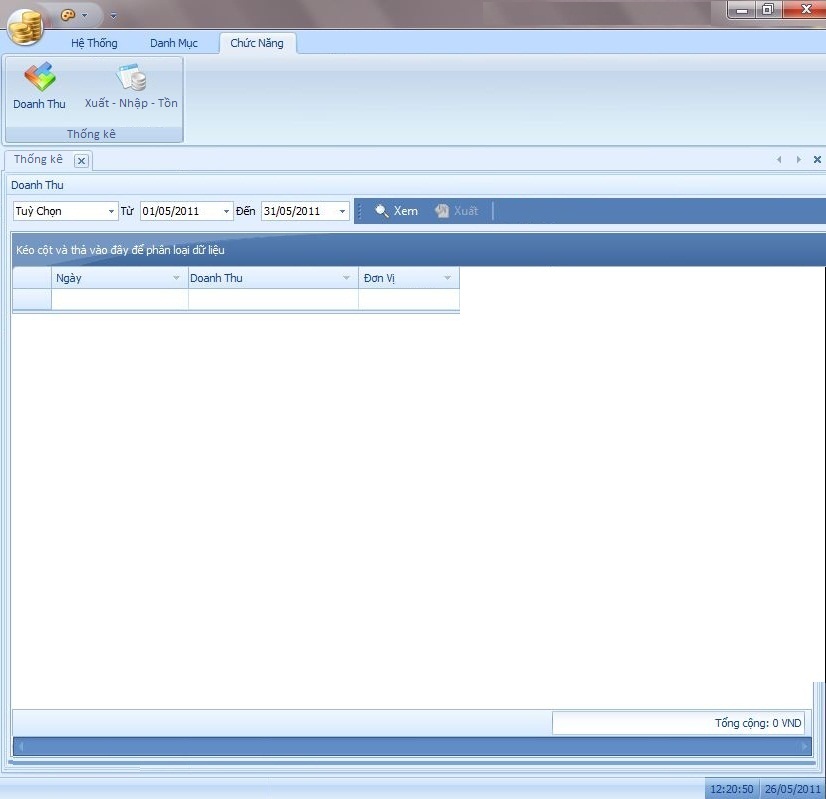 Hệ Thống Danh Mục Chức Năng
Doanh Thu Xuất - Nhập - Tồn
Thống kê
Thống kê
Doanh Thu
Tuỳ Chọn Từ 01/05/2011 Đến 31/05/2011 Xem Xuất
Kéo cột và thả vào đây để phân loại dữ liệu
Ngày Doanh Thu Đơn Vị
Tổng cộng: 0 VND
12:20:50 26/05/2011